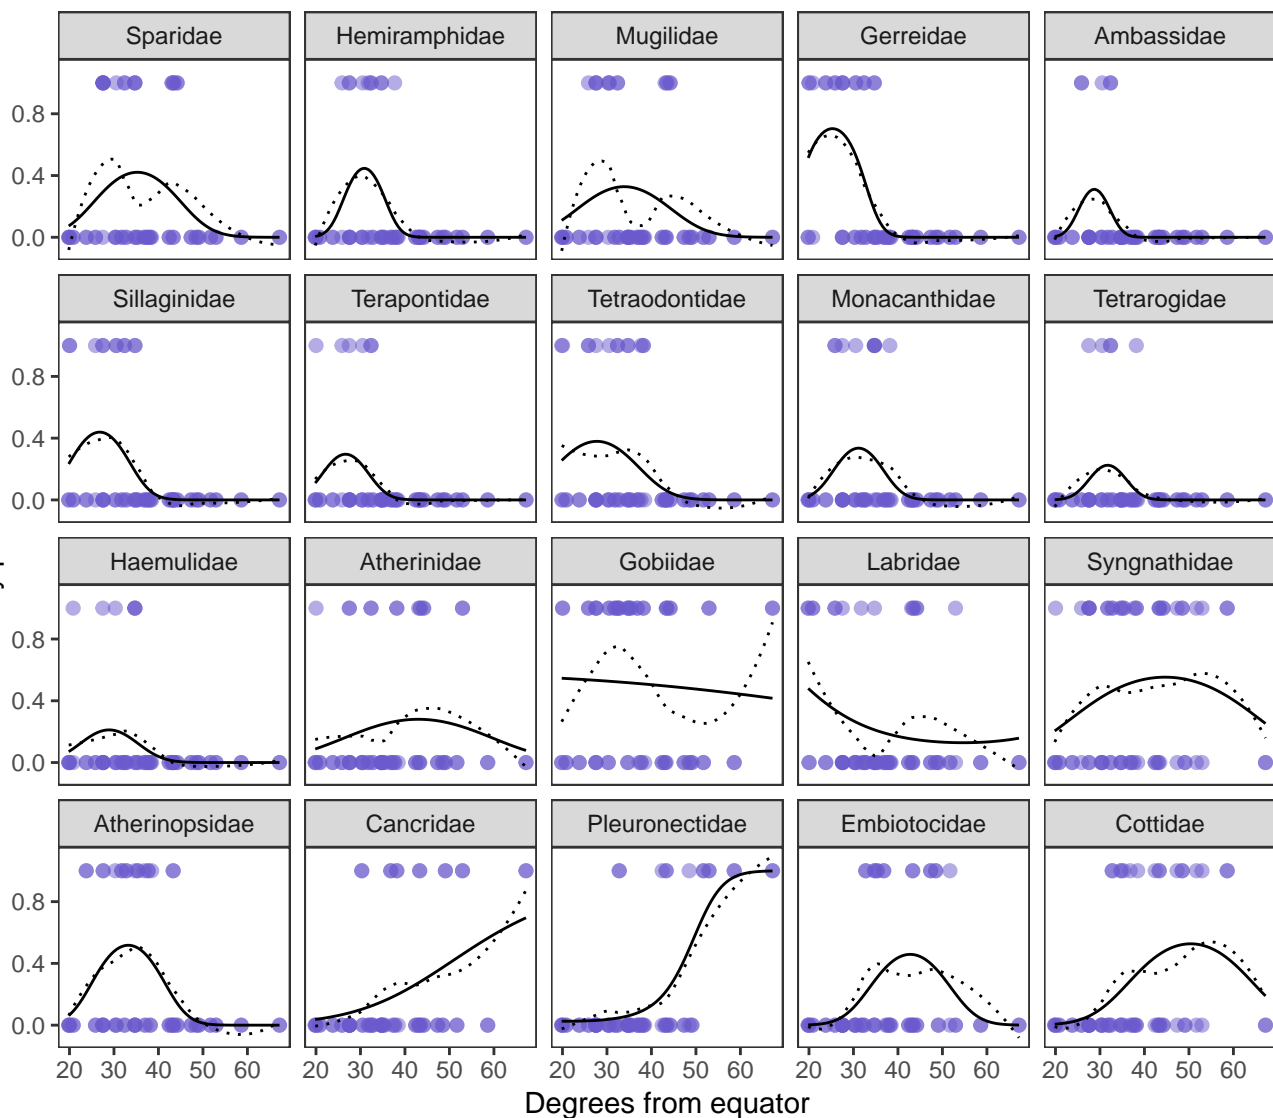 Sparidae Hemiramphidae Mugilidae Gerreidae Ambassidae
0.8
0.4
0.0
Sillaginidae Terapontidae Tetraodontidae Monacanthidae Tetrarogidae
0.8
0.4
0.0
Haemulidae Atherinidae Gobiidae Labridae Syngnathidae
0.8
0.4
0.0
Atherinopsidae Cancridae Pleuronectidae Embiotocidae Cottidae
0.8
0.4
0.0
20 30 40 50 60 20 30 40 50 60 20 30 40 50 60 20 30 40 50 60 20 30 40 50 60
Degrees from equator